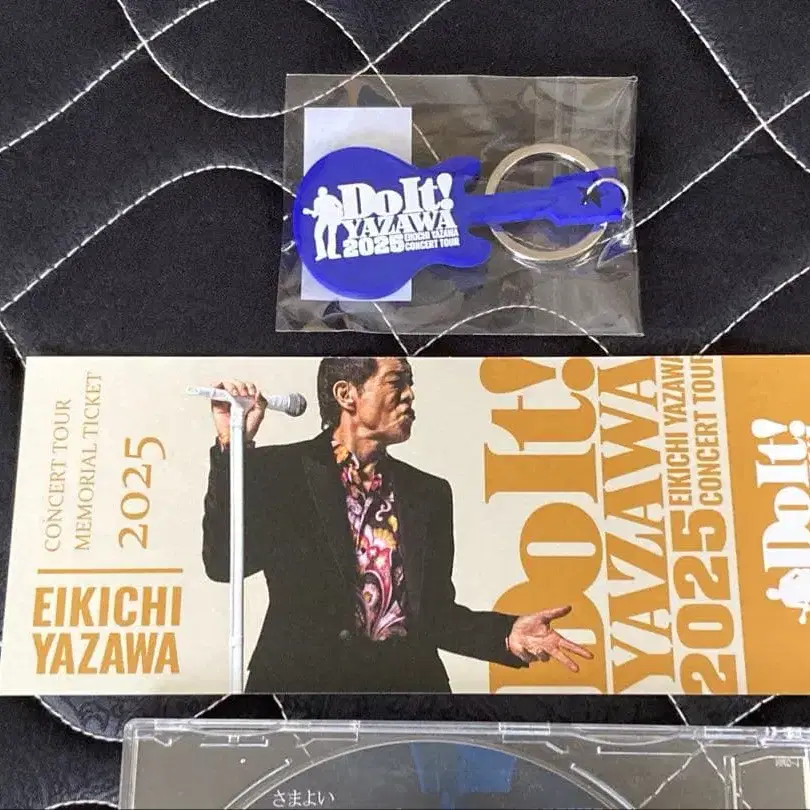 Do It!
YAZAWA
2025 EIKICHI YAZAWA
CONCERT TOUR
CONCERT TOUR
MEMORIAL TICKET
2025
EIKICHI
YAZAWA
Do It!
YAZAWA
2025 EIKICHI YAZAWA
CONCERT TOUR
Do It!
さまよい